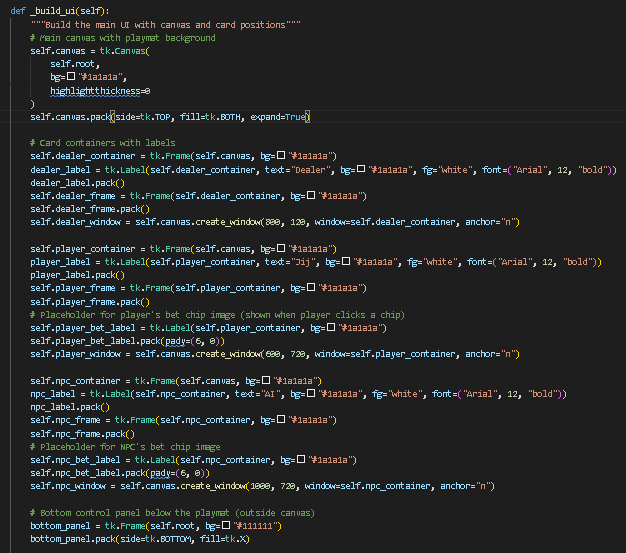 def _build_ui(self):
"""Build the main UI with canvas and card positions"""
# Main canvas with playmat background
self.canvas = tk.Canvas(
self.root,
bg="#1a1a1a",
highlightthickness=0
)
self.canvas.pack(side=tk.TOP, fill=tk.BOTH, expand=True)
# Card containers with labels
self.dealer_container = tk.Frame(self.canvas, bg="#1a1a1a")
dealer_label = tk.Label(self.dealer_container, text="Dealer", bg="#1a1a1a", fg="white", font=("Arial", 12, "bold"))
dealer_label.pack()
self.dealer_frame = tk.Frame(self.dealer_container, bg="#1a1a1a")
self.dealer_frame.pack()
self.dealer_window = self.canvas.create_window(800, 120, window=self.dealer_container, anchor="n")
self.player_container = tk.Frame(self.canvas, bg="#1a1a1a")
player_label = tk.Label(self.player_container, text="Jij", bg="#1a1a1a", fg="white", font=("Arial", 12, "bold"))
player_label.pack()
self.player_frame = tk.Frame(self.player_container, bg="#1a1a1a")
self.player_frame.pack()
# Placeholder for player's bet chip image (shown when player clicks a chip)
self.player_bet_label = tk.Label(self.player_container, bg="#1a1a1a")
self.player_bet_label.pack(pady=(6, 0))
self.player_window = self.canvas.create_window(600, 720, window=self.player_container, anchor="n")
self.npc_container = tk.Frame(self.canvas, bg="#1a1a1a")
npc_label = tk.Label(self.npc_container, text="AI", bg="#1a1a1a", fg="white", font=("Arial", 12, "bold"))
npc_label.pack()
self.npc_frame = tk.Frame(self.npc_container, bg="#1a1a1a")
self.npc_frame.pack()
# Placeholder for NPC's bet chip image
self.npc_bet_label = tk.Label(self.npc_container, bg="#1a1a1a")
self.npc_bet_label.pack(pady=(6, 0))
self.npc_window = self.canvas.create_window(1000, 720, window=self.npc_container, anchor="n")
# Bottom control panel below the playmat (outside canvas)
bottom_panel = tk.Frame(self.root, bg="#111111")
bottom_panel.pack(side=tk.BOTTOM, fill=tk.X)